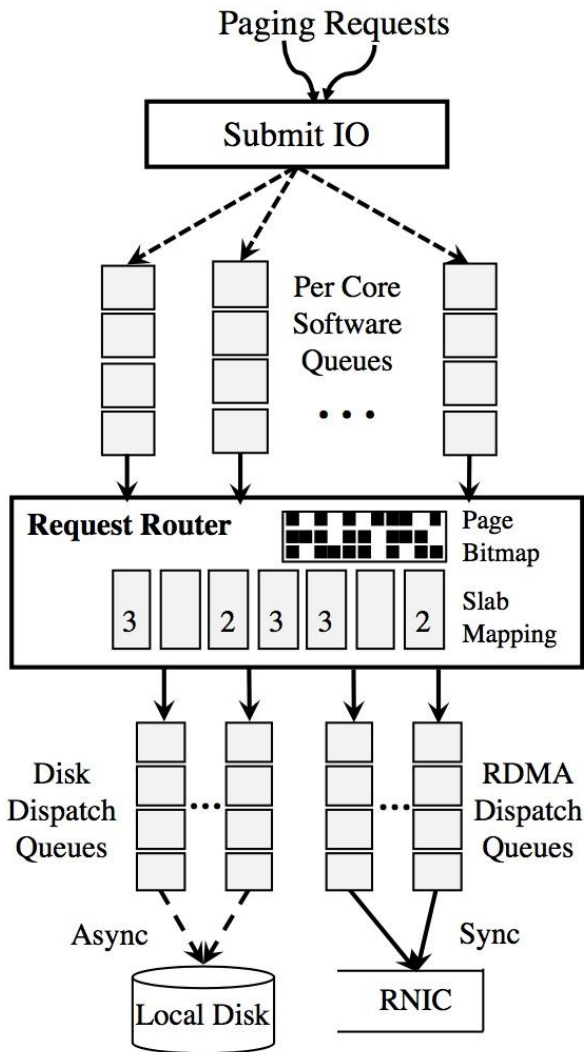 Paging Requests
Submit IO
Per Core
Software
Queues
...
Request Router
Page
Bitmap
3 2 3 3 2
Slab
Mapping
Disk
Dispatch
Queues
...
...
RDMA
Dispatch
Queues
Async
Sync
Local Disk
RNIC